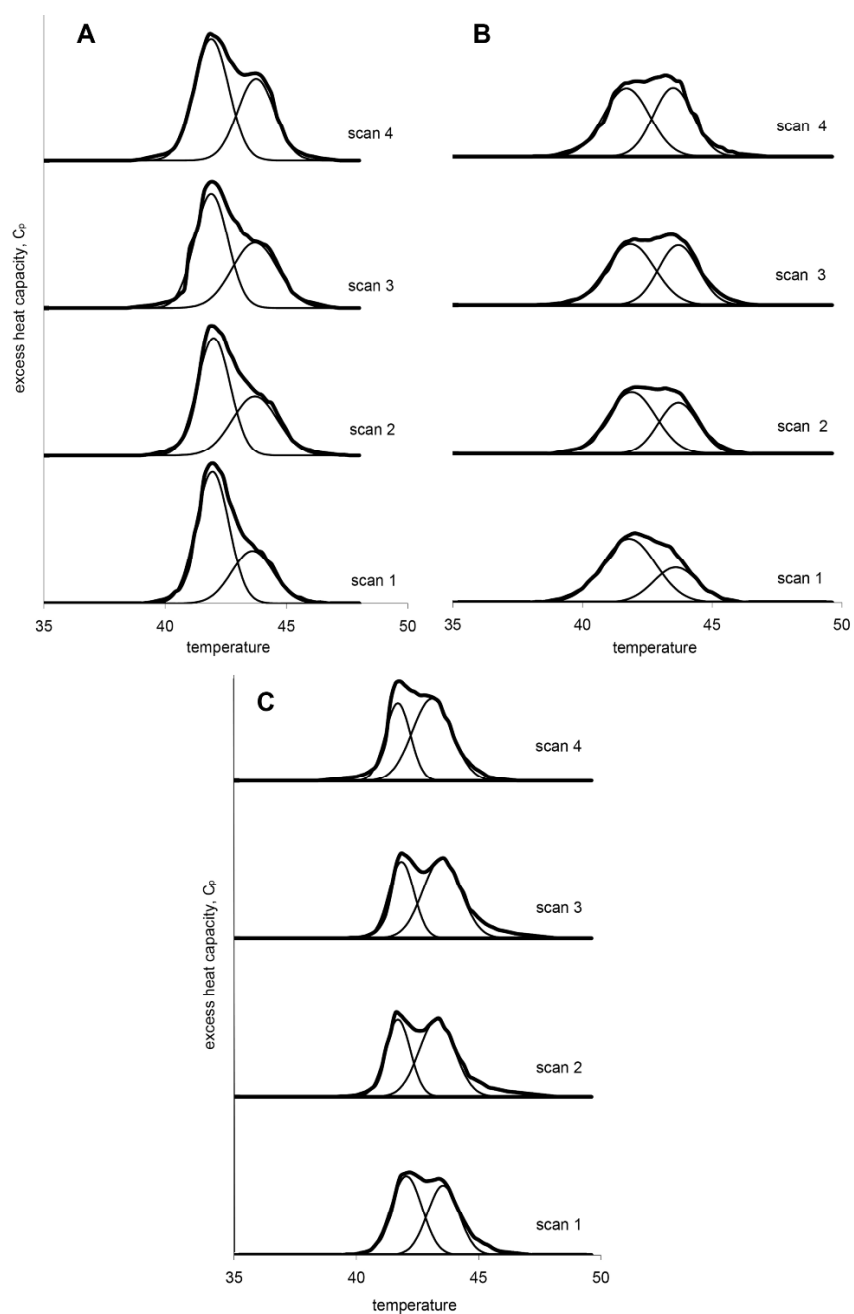 A
scan 4
scan 3
scan 2
scan 1
excess heat capacity, Cₚ
35 40 45 50
temperature
B
scan 4
scan 3
scan 2
scan 1
35 40 45 50
temperature
C
scan 4
scan 3
scan 2
scan 1
excess heat capacity, Cₚ
35 40 45 50
temperature